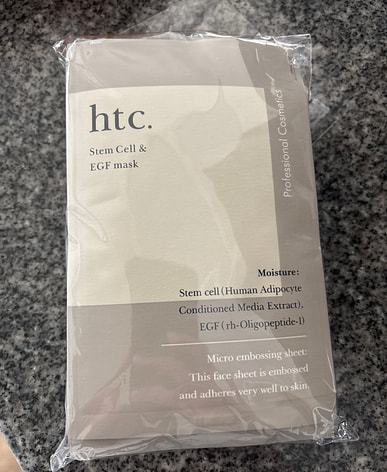 htc.
Stem Cell &
EGF mask
Professional Cosmetics
Moisture:
Stem cell (Human Adipocyte
Conditioned Media Extract),
EGF (rh-Oligopeptide-1)
Micro embossing sheet:
This face sheet is embossed
and adheres very well to skin